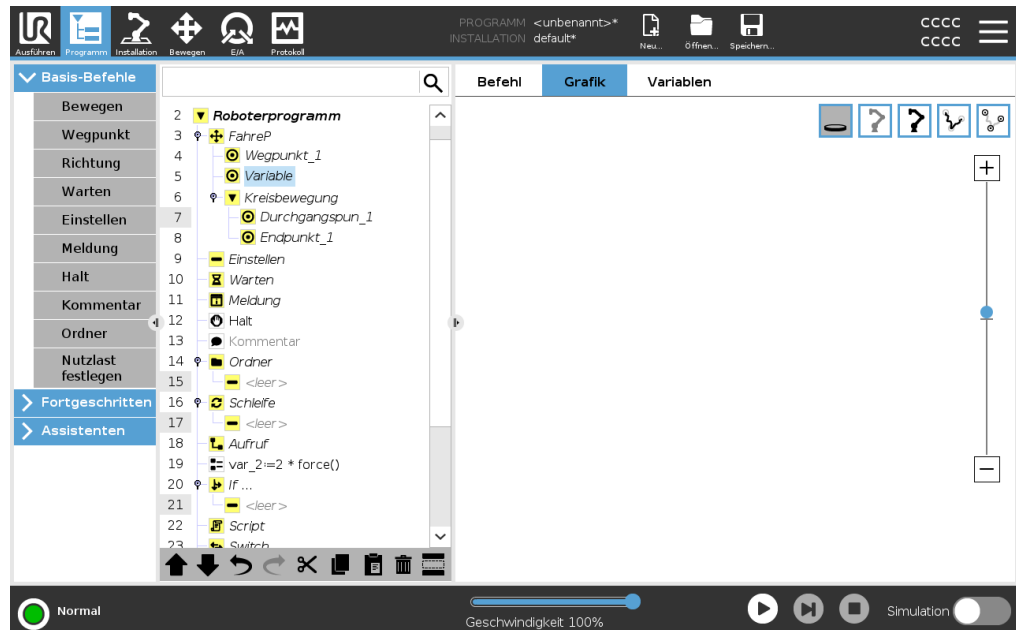 PROGRAMM <unbenannt>*
INSTALLATION default*
Ausführen Programm Installation Bewegen E/A Protokoll
Neu... Öffnen... Speichern...
CCCC
CCCC
Basis-Befehle
Bewegen
Wegpunkt
Richtung
Warten
Einstellen
Meldung
Halt
Kommentar
Ordner
Nutzlast
festlegen
Fortgeschritten
Assistenten
2 Roboterprogramm
3 FahreP
4 Wegpunkt_1
5 Variable
6 Kreisbewegung
7 Durchgangspun_1
8 Endpunkt_1
9 Einstellen
10 Warten
11 Meldung
12 Halt
13 Kommentar
14 Ordner
15 <leer>
16 Schleife
17 <leer>
18 Aufruf
19 var_2:=2 * force()
20 If ...
21 <leer>
22 Script
23 Switch
Befehl Grafik Variablen
Normal
Geschwindigkeit 100%
Simulation